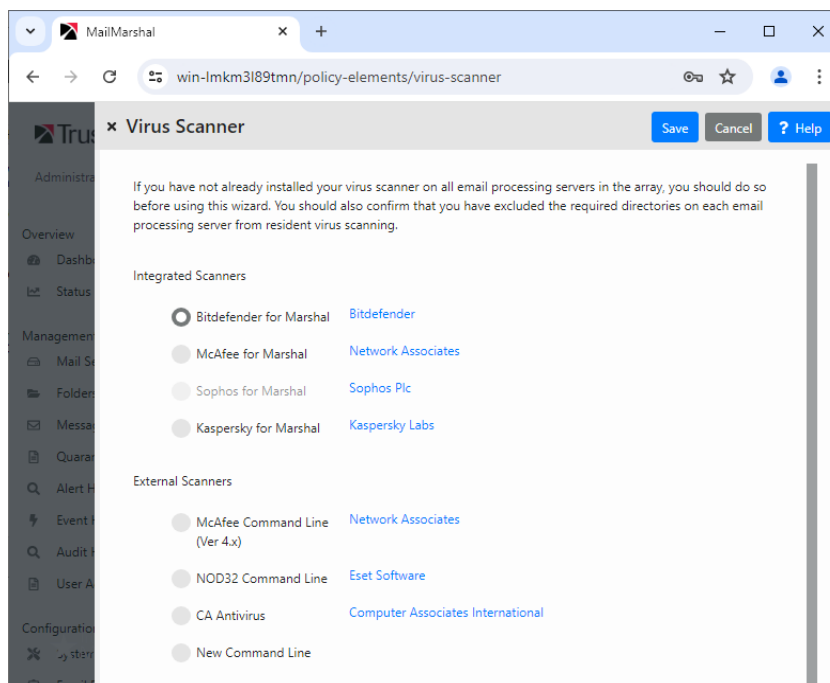 MailMarshal
win-lmkm3l89tmn/policy-elements/virus-scanner
Virus Scanner
Save
Cancel
? Help
If you have not already installed your virus scanner on all email processing servers in the array, you should do so
before using this wizard. You should also confirm that you have excluded the required directories on each email
processing server from resident virus scanning.
Integrated Scanners
Bitdefender for Marshal Bitdefender
McAfee for Marshal Network Associates
Sophos for Marshal Sophos Plc
Kaspersky for Marshal Kaspersky Labs
External Scanners
McAfee Command Line Network Associates
(Ver 4.x)
NOD32 Command Line Eset Software
CA Antivirus Computer Associates International
New Command Line
Trus
Administra
Overview
Dashb
Status
Managemen
Mail Se
Folders
Messa
Quarar
Alert H
Event H
Audit H
User A
Configuratio